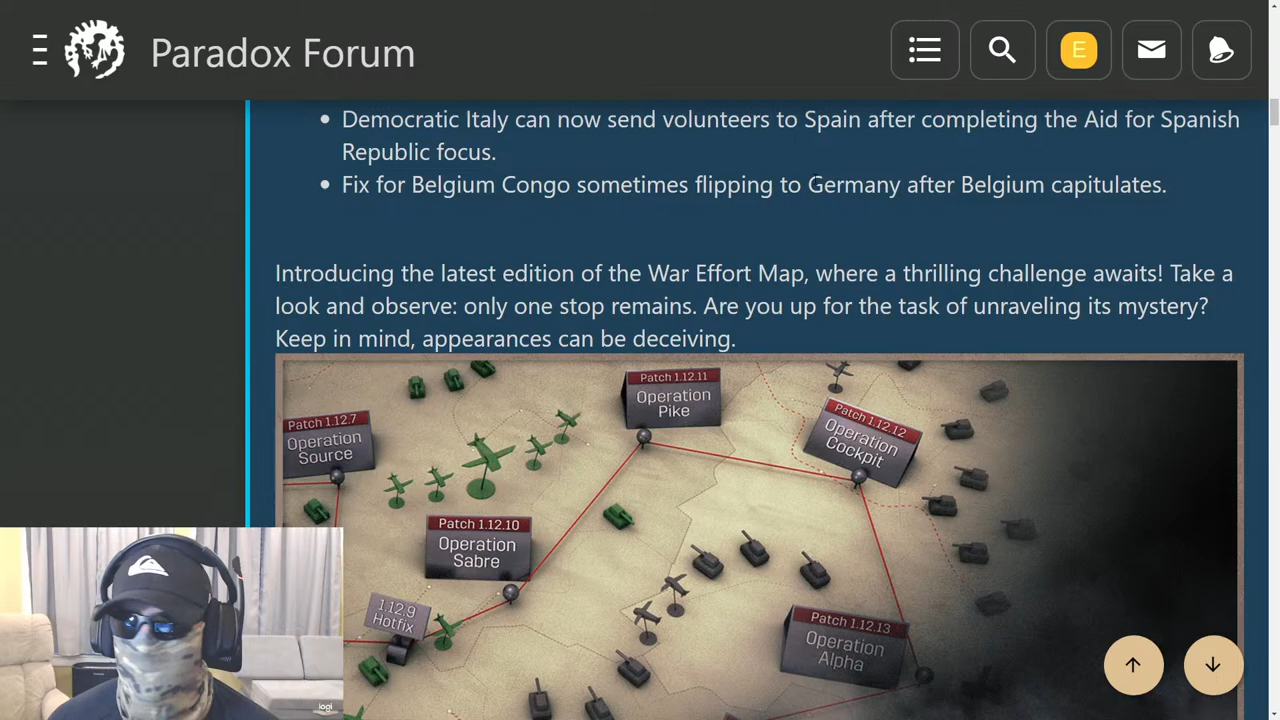 Paradox Forum
E
Democratic Italy can now send volunteers to Spain after completing the Aid for Spanish
Republic focus.
Fix for Belgium Congo sometimes flipping to Germany after Belgium capitulates.
Introducing the latest edition of the War Effort Map, where a thrilling challenge awaits! Take a
look and observe: only one stop remains. Are you up for the task of unraveling its mystery?
Keep in mind, appearances can be deceiving.
Patch 1.12.11
Operation
Pike
Patch 1.12.7
Operation
Source
Patch 1.12.12
Operation
Cockpit
Patch 1.12.10
Operation
Sabre
1.12.9
Hotfix
Patch 1.12.13
Operation
Alpha
logi